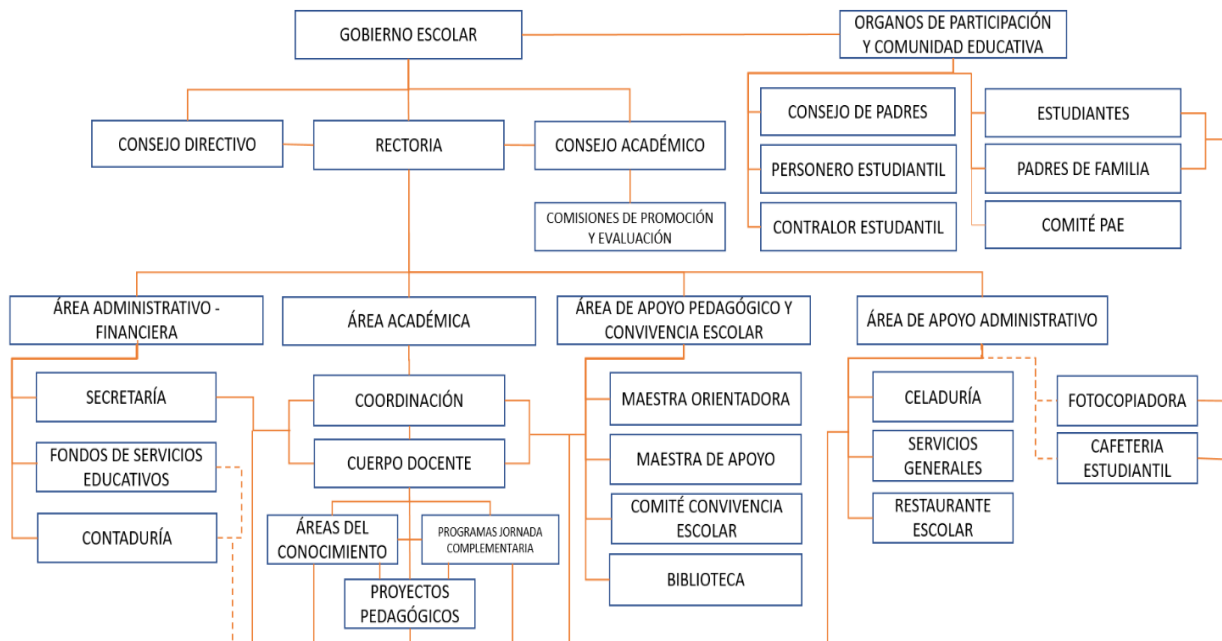 GOBIERNO ESCOLAR
ORGANOS DE PARTICIPACIÓN
Y COMUNIDAD EDUCATIVA
CONSEJO DIRECTIVO
RECTORIA
CONSEJO ACADÉMICO
COMISIONES DE PROMOCIÓN
Y EVALUACIÓN
CONSEJO DE PADRES
PERSONERO ESTUDIANTIL
CONTRALOR ESTUDANTIL
ESTUDIANTES
PADRES DE FAMILIA
COMITÉ PAE
ÁREA ADMINISTRATIVO -
FINANCIERA
SECRETARÍA
FONDOS DE SERVICIOS
EDUCATIVOS
CONTADURÍA
ÁREA ACADÉMICA
COORDINACIÓN
CUERPO DOCENTE
ÁREAS DEL
CONOCIMIENTO
PROGRAMAS JORNADA
COMPLEMENTARIA
PROYECTOS
PEDAGÓGICOS
ÁREA DE APOYO PEDAGÓGICO Y
CONVIVENCIA ESCOLAR
MAESTRA ORIENTADORA
MAESTRA DE APOYO
COMITÉ CONVIVENCIA
ESCOLAR
BIBLIOTECA
ÁREA DE APOYO ADMINISTRATIVO
CELADURÍA
SERVICIOS
GENERALES
RESTAURANTE
ESCOLAR
FOTOCOPIADORA
CAFETERIA
ESTUDIANTIL